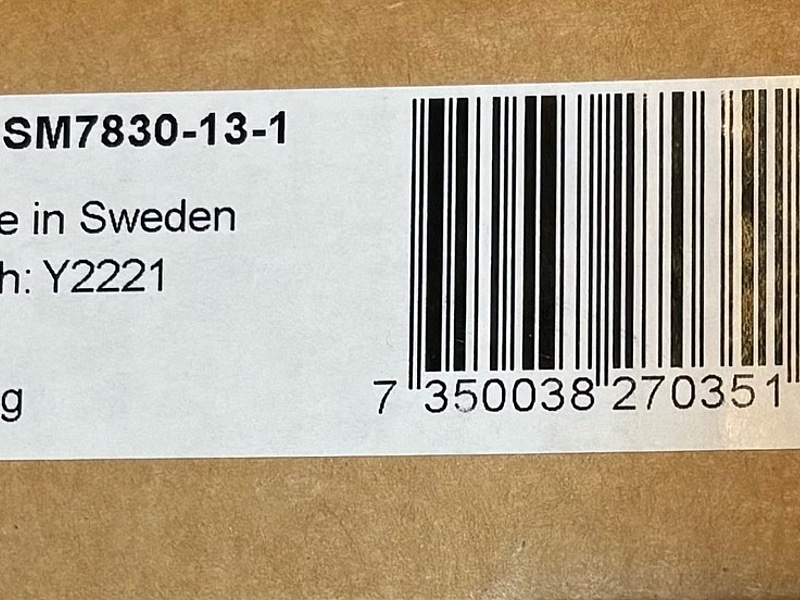 SM7830-13-1
e in Sweden
h: Y2221
g
7 350038 270351